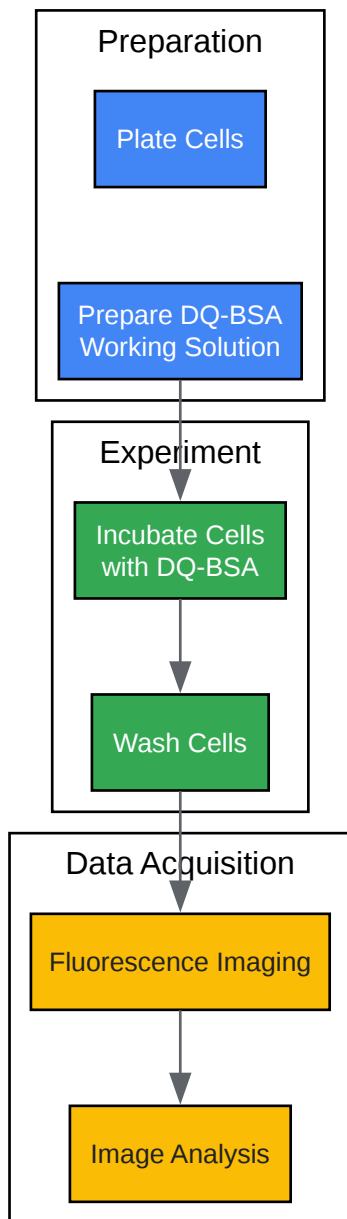 Preparation
Plate Cells
Prepare DQ-BSA
Working Solution
Experiment
Incubate Cells
with DQ-BSA
Wash Cells
Data Acquisition
Fluorescence Imaging
Image Analysis